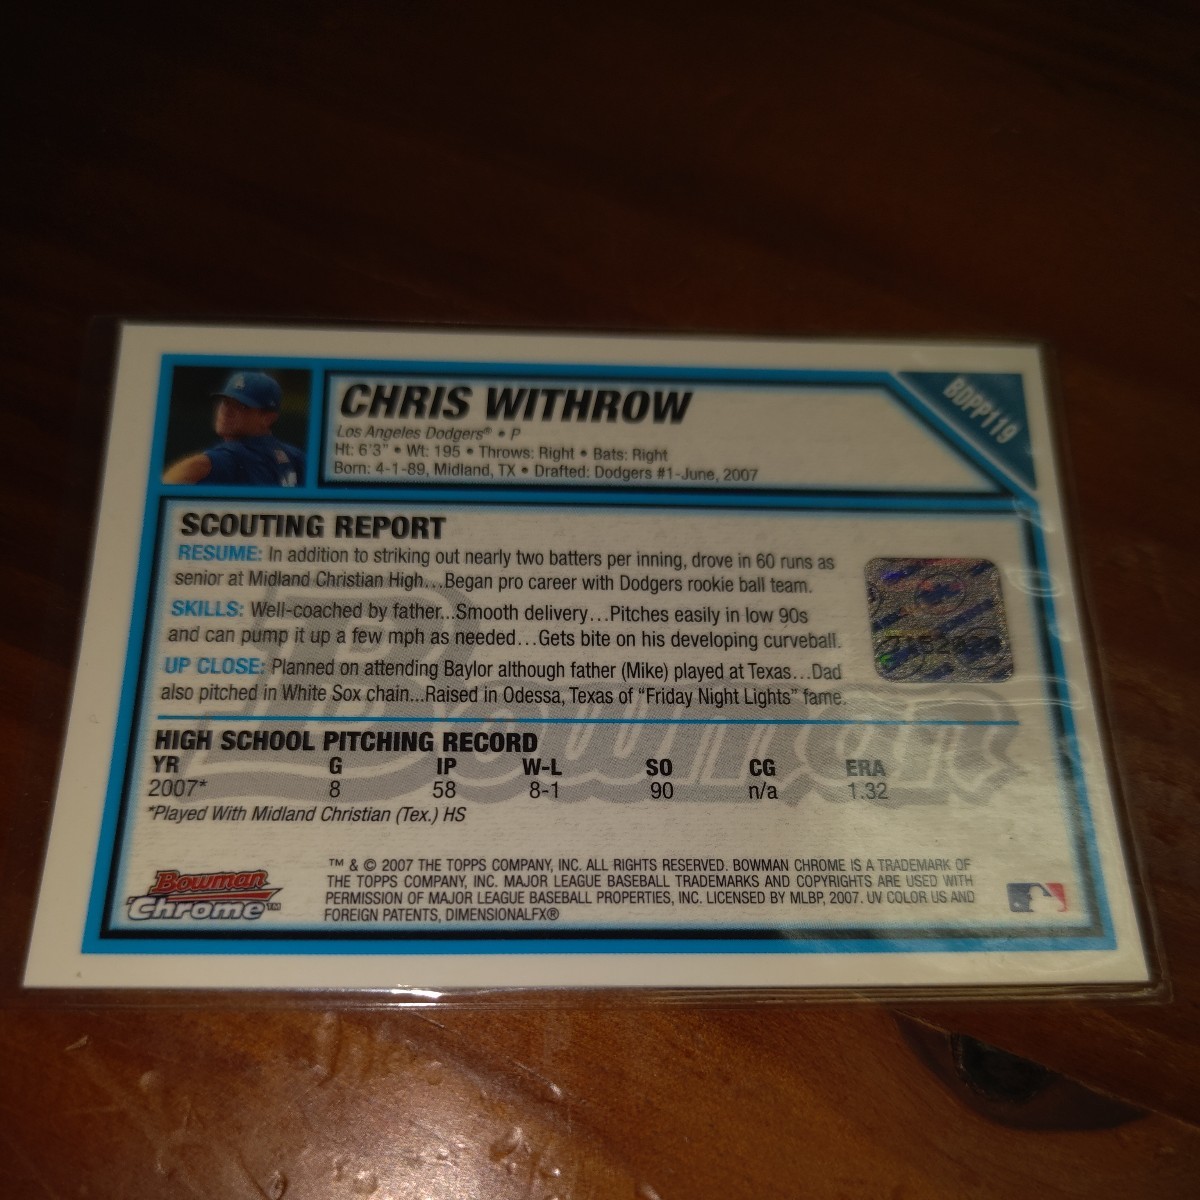 CHRIS WITHROW
BDPP119
Los Angeles Dodgers® • P
Ht: 6'3" • Wt: 195 • Throws: Right • Bats: Right
Born: 4-1-89, Midland, TX • Drafted: Dodgers #1-June, 2007
SCOUTING REPORT
RESUME: In addition to striking out nearly two batters per inning, drove in 60 runs as
senior at Midland Christian High...Began pro career with Dodgers rookie ball team.
SKILLS: Well-coached by father...Smooth delivery...Pitches easily in low 90s
and can pump it up a few mph as needed...Gets bite on his developing curveball.
UP CLOSE: Planned on attending Baylor although father (Mike) played at Texas...Dad
also pitched in White Sox chain...Raised in Odessa, Texas of “Friday Night Lights” fame.
Bowman
HIGH SCHOOL PITCHING RECORD
YR G IP W-L SO CG ERA
2007* 8 58 8-1 90 n/a 1.32
*Played With Midland Christian (Tex.) HS
Bowman
Chrome™
™ & © 2007 THE TOPPS COMPANY, INC. ALL RIGHTS RESERVED. BOWMAN CHROME IS A TRADEMARK OF
THE TOPPS COMPANY, INC. MAJOR LEAGUE BASEBALL TRADEMARKS AND COPYRIGHTS ARE USED WITH
PERMISSION OF MAJOR LEAGUE BASEBALL PROPERTIES, INC. LICENSED BY MLBP, 2007. UV COLOR US AND
FOREIGN PATENTS, DIMENSIONALFX®